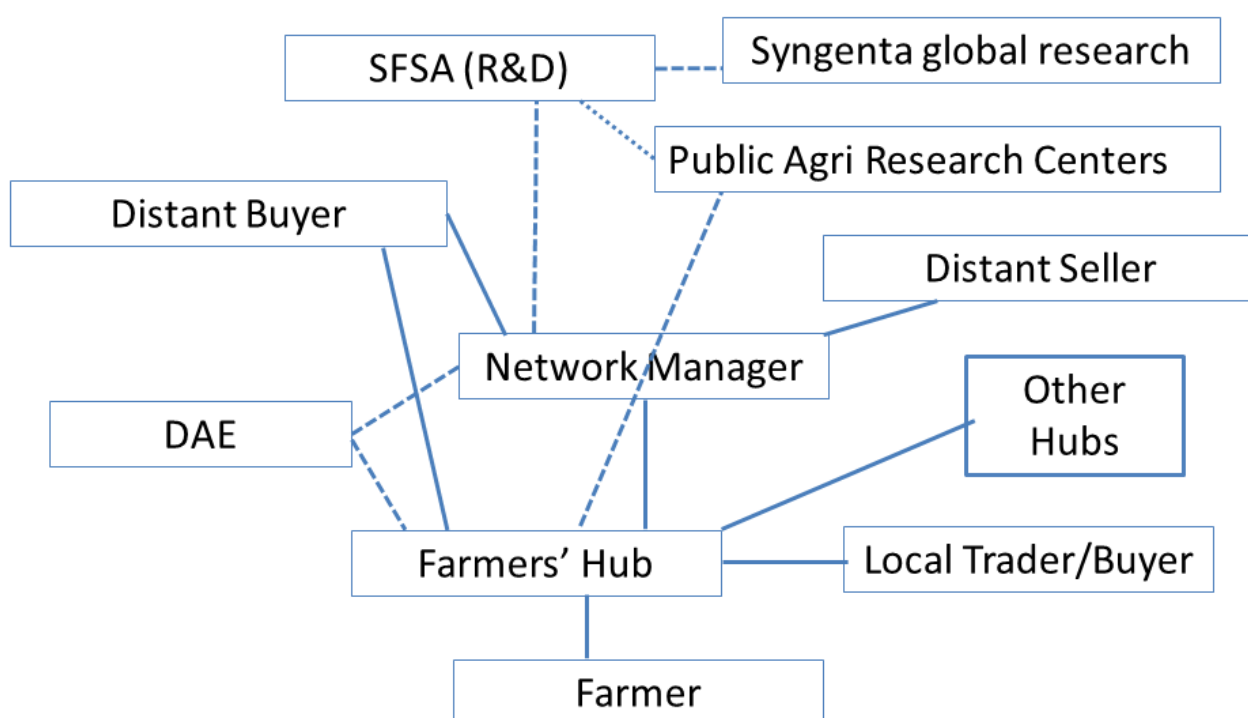 SFSA (R&D)
Syngenta global research
Public Agri Research Centers
Distant Buyer
Distant Seller
Network Manager
Other
Hubs
DAE
Farmers’ Hub
Local Trader/Buyer
Farmer